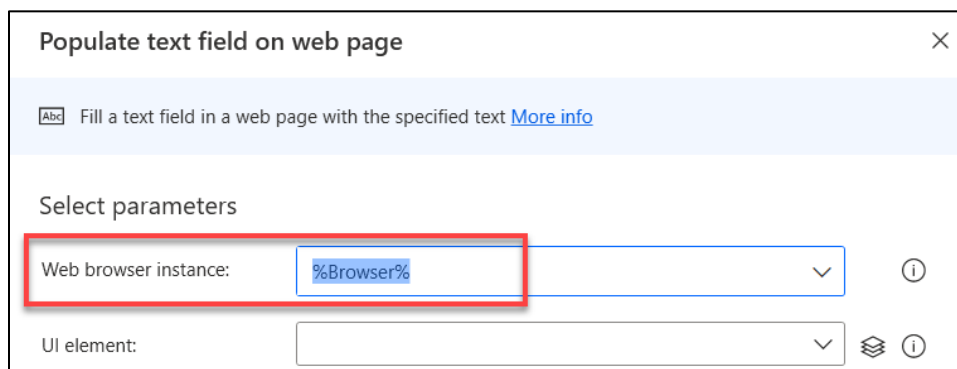 Populate text field on web page
Abc Fill a text field in a web page with the specified text More info
Select parameters
Web browser instance: %Browser%
UI element: